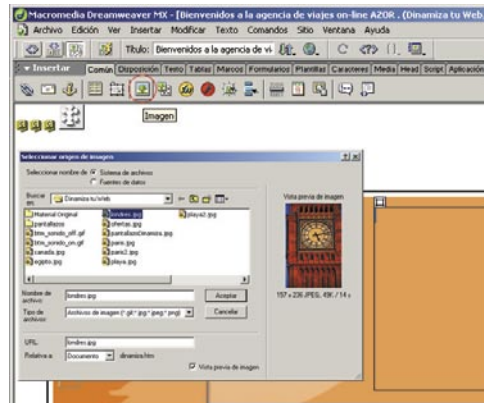 Macromedia Dreamweaver MX - [Bienvenidos a la agencia de viajes on-line AZOR . (Dinamiza tu Web
Archivo Edición Ver Insertar Modificar Texto Comandos Sitio Ventana Ayuda
Título: Bienvenidos a la agencia de vi
Insertar Común Disposición Texto Tablas Marcos Formularios Plantillas Caracteres Media Head Script Aplicación
Imagen
Seleccionar origen de imagen
Seleccionar nombre de Sistema de archivos
Fuentes de datos
Buscar en: Dinamiza tu Web
Vista previa de imagen
Material Original londres.jpg playa2.jpg
pantallazos ofertas.jpg
btn_sonido_off.gif pantallazoDinamiza.jpg
btn_sonido_on.gif paris.jpg
canada.jpg paris2.jpg
egipto.jpg playa.jpg
Nombre de archivo: londres.jpg Aceptar
157 x 236 JPEG, 49K / 14 s
Tipo de archivos: Archivos de imagen (*.gif;*.jpg;*.jpeg;*.png) Cancelar
URL: londres.jpg
Relativa a: Documento dinamiza.htm
Vista previa de imagen